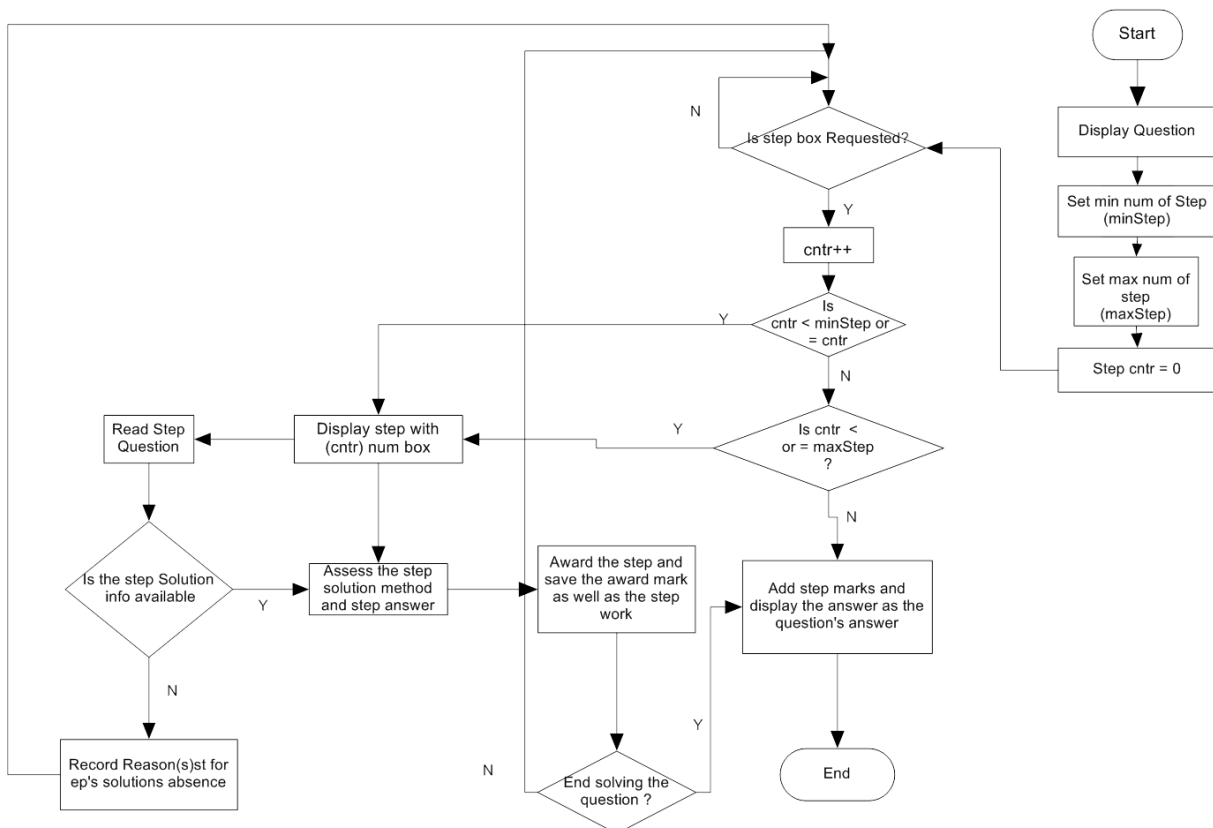 Start
Display Question
Set min num of Step
(minStep)
Set max num of
step
(maxStep)
Step cntr = 0
Is step box Requested?
N
Y
cntr++
Is
cntr < minStep or
= cntr
Y
N
Is cntr  <
or = maxStep
?
Y
N
Display step with
(cntr) num box
Read Step
Question
Is the step Solution
info available
Y
N
Record Reason(s)st for
ep's solutions absence
Assess the step
solution method
and step answer
Award the step and
save the award mark
as well as the step
work
End solving the
question ?
N
Y
Add step marks and
display the answer as the
question's answer
End